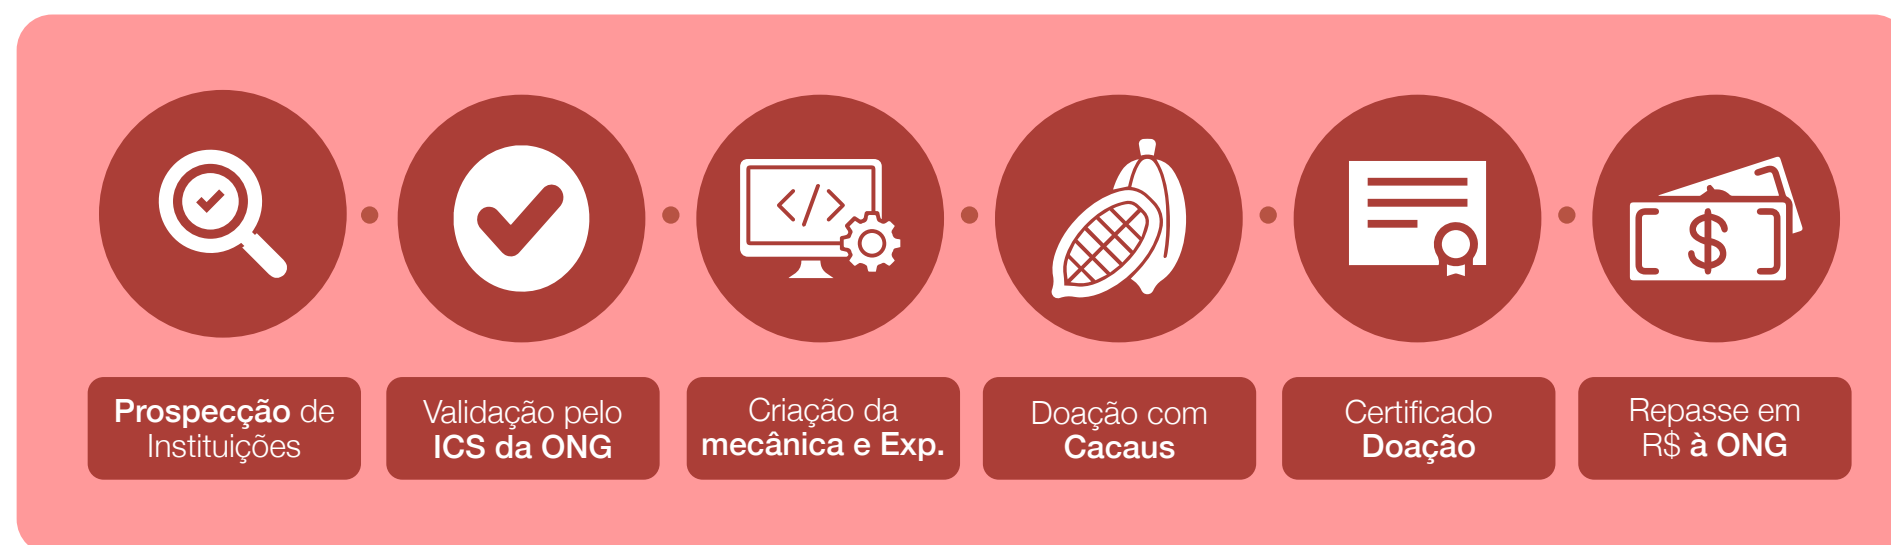 Prospecção de
Instituições
Validação pelo
ICS da ONG
Criação da
mecânica e Exp.
Doação com
Cacaus
Certificado
Doação
Repasse em
R$ à ONG